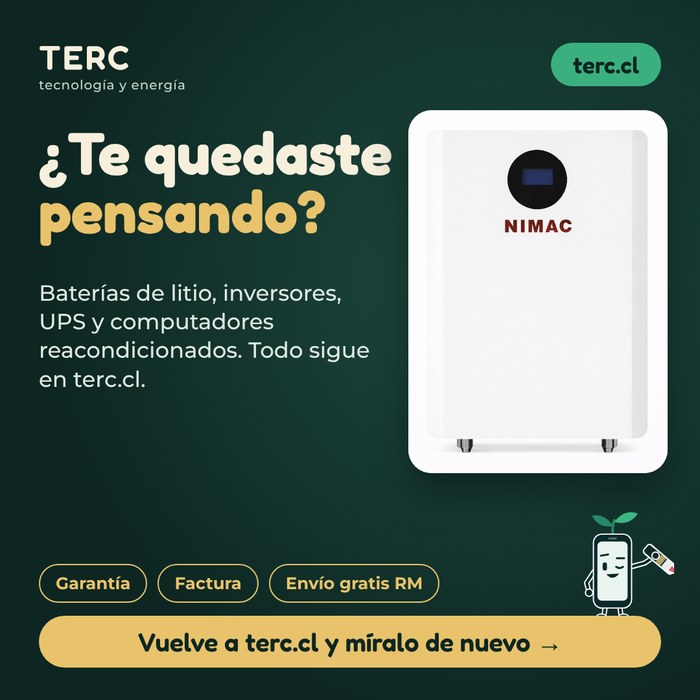 TERC
tecnología y energía
terc.cl
¿Te quedaste
pensando?
NIMAC
Baterías de litio, inversores,
UPS y computadores
reacondicionados. Todo sigue
en terc.cl.
Garantía
Factura
Envío gratis RM
Vuelve a terc.cl y míralo de nuevo →